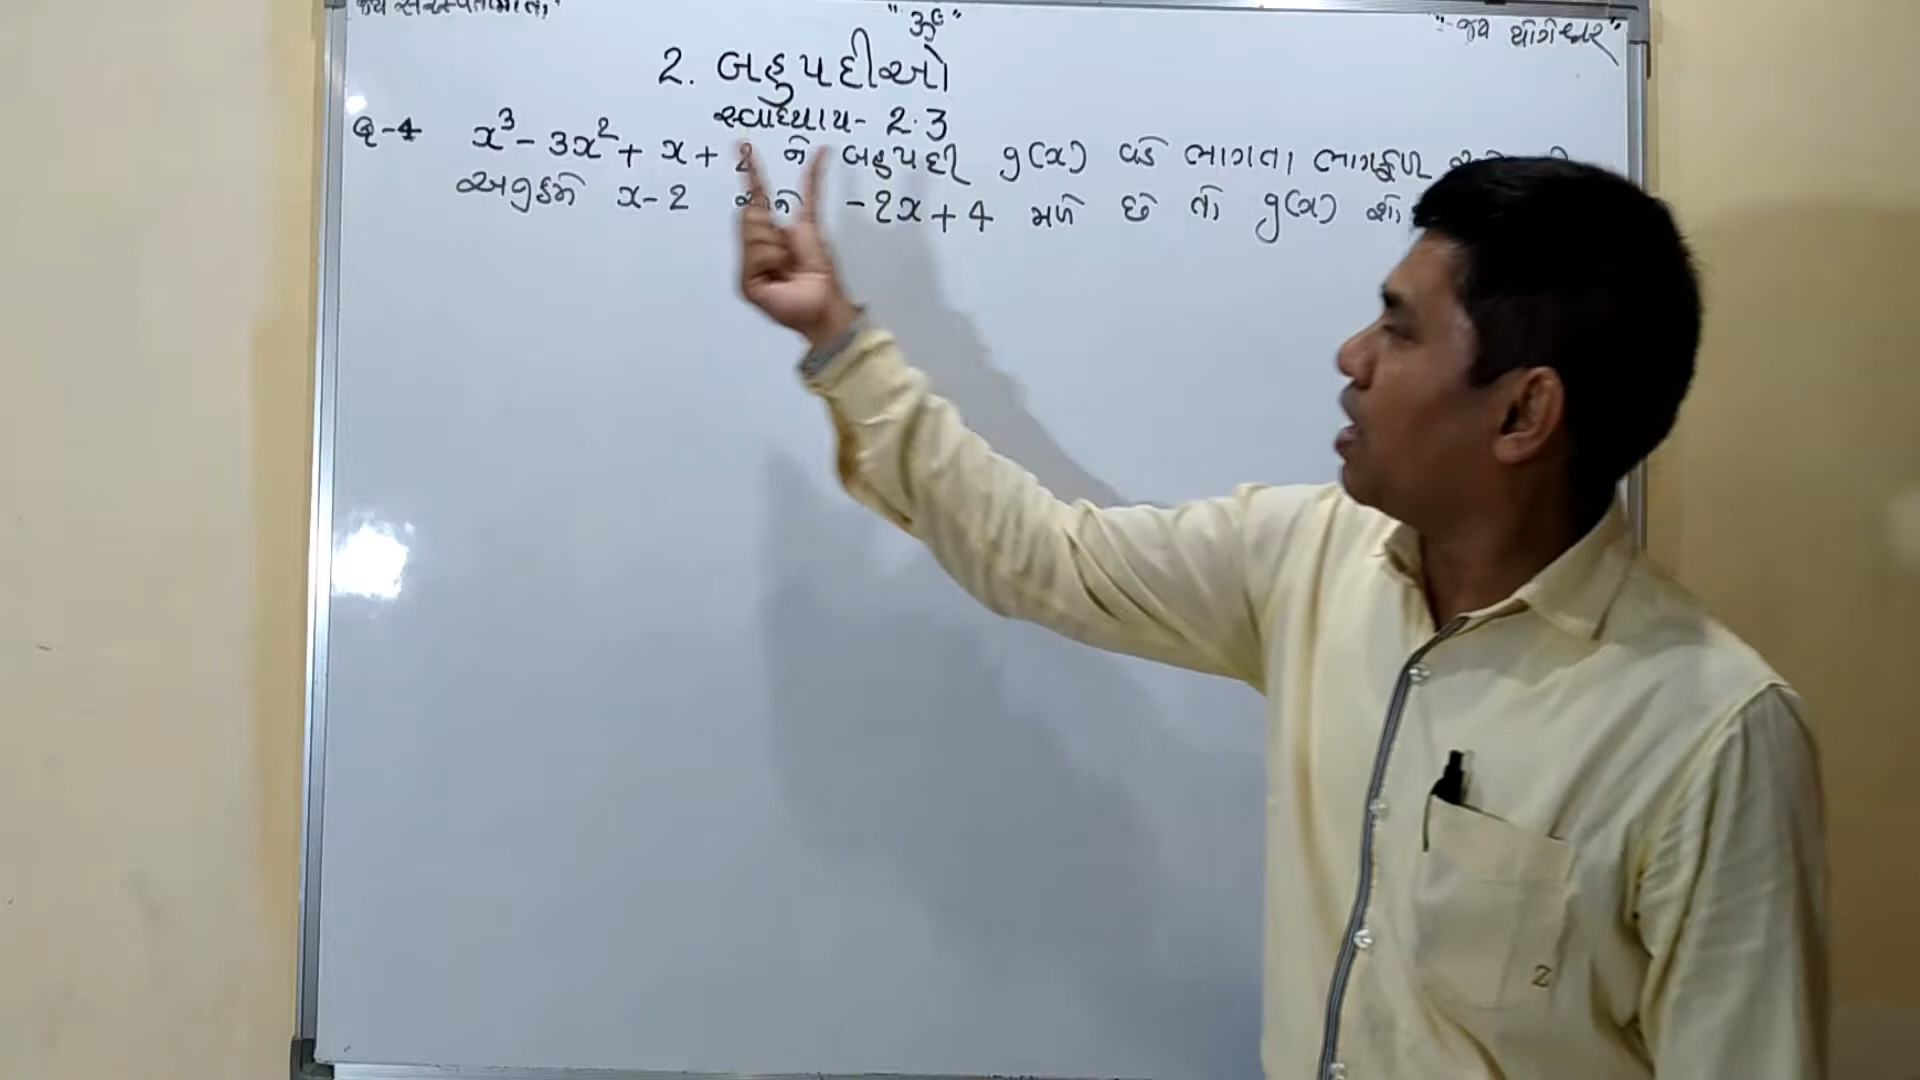 "ૐ"
"જય યોગેશ્વર"
2. બહુપદીઓ
સ્વાધ્યાય- 2.3
Q-4 x³ - 3x² + x + 2 ને બહુપદી g(x) વડે ભાગતા ભાગફળ
અનુક્રમે x-2 અને -2x+4 મળે છે તો g(x) શો
Z